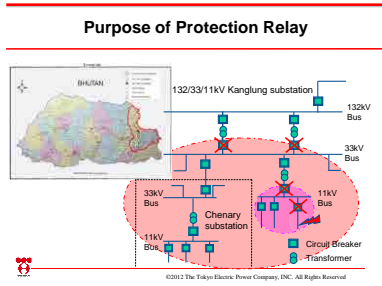 Purpose of Protection Relay
BHUTAN
132/33/11kV Kanglung substation
132kV
Bus
33kV
Bus
33kV
Bus
11kV
Bus
Chenary
substation
11kV
Bus
Circuit Breaker
Transformer
©2012 The Tokyo Electric Power Company, INC. All Rights Reserved